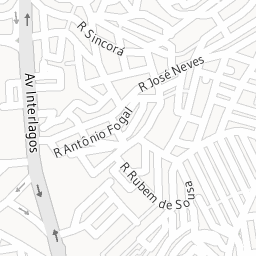 R Sincorá
R José Neves
Av Interlagos
R Antônio Fogal
R Rubem de Sousa